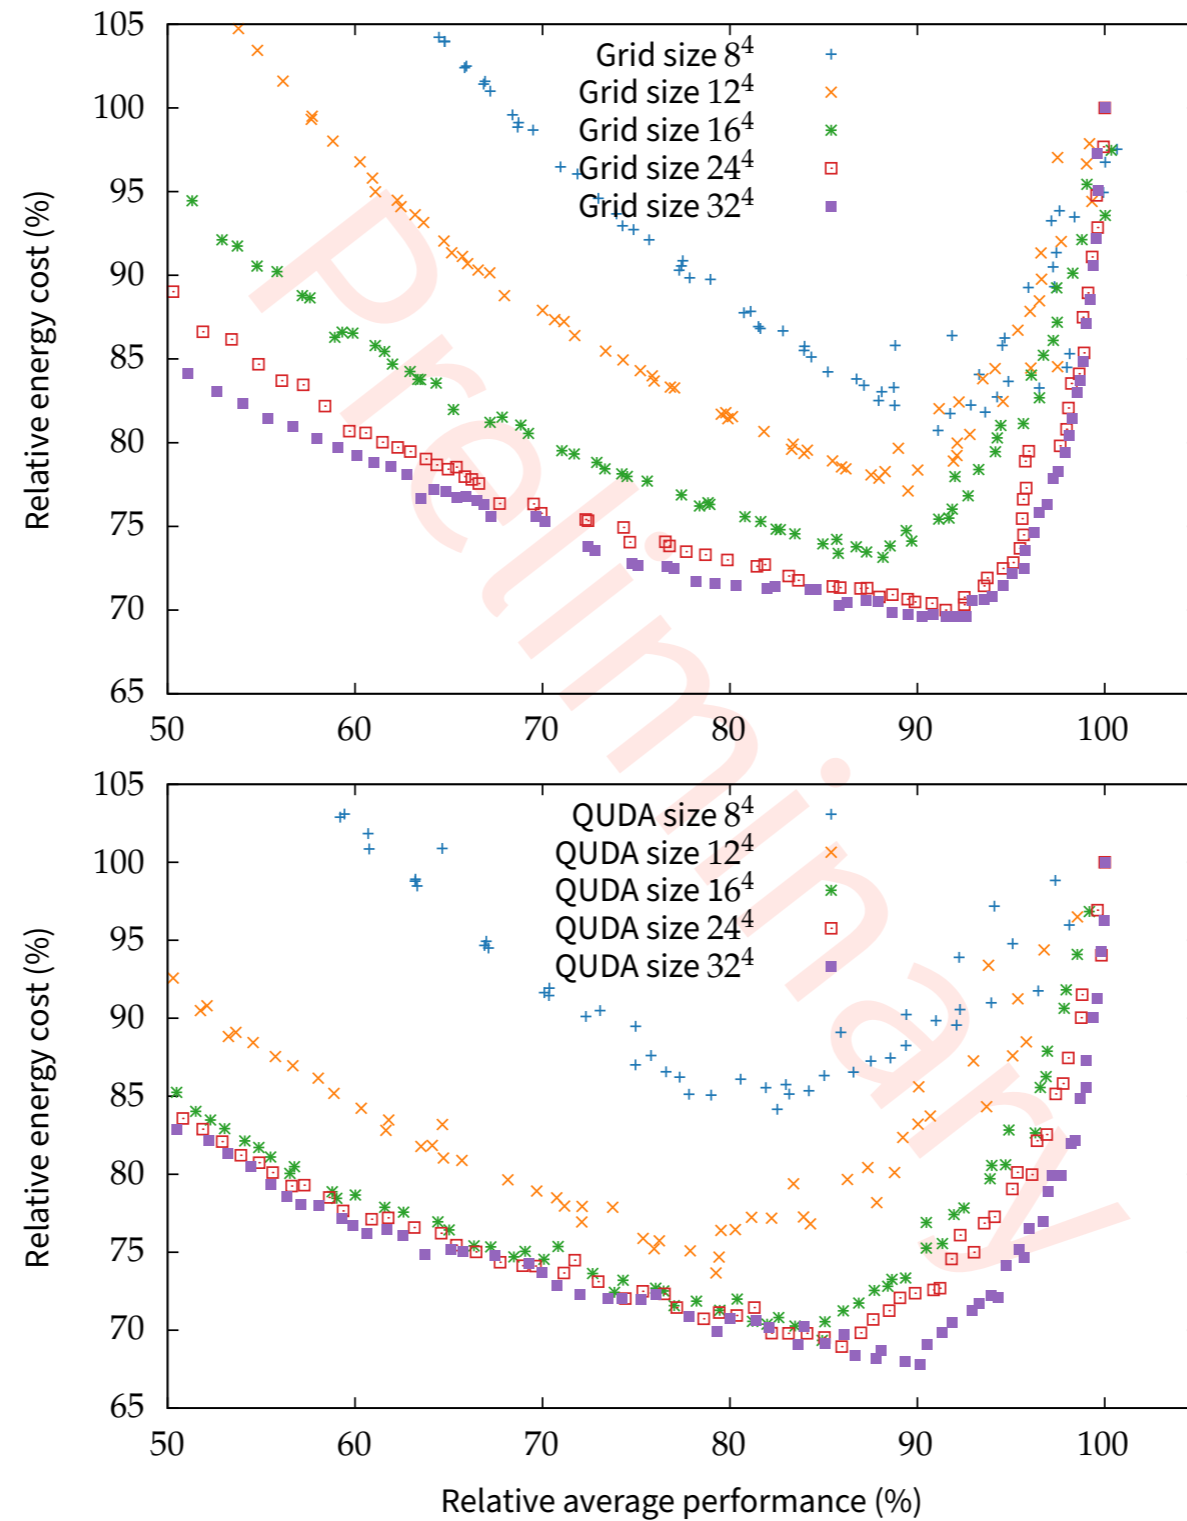 105
100
95
90
85
80
75
70
65
50 60 70 80 90 100
Relative energy cost (%)
Grid size 8⁴
Grid size 12⁴
Grid size 16⁴
Grid size 24⁴
Grid size 32⁴
Preliminary
105
100
95
90
85
80
75
70
65
50 60 70 80 90 100
Relative energy cost (%)
QUDA size 8⁴
QUDA size 12⁴
QUDA size 16⁴
QUDA size 24⁴
QUDA size 32⁴
Relative average performance (%)